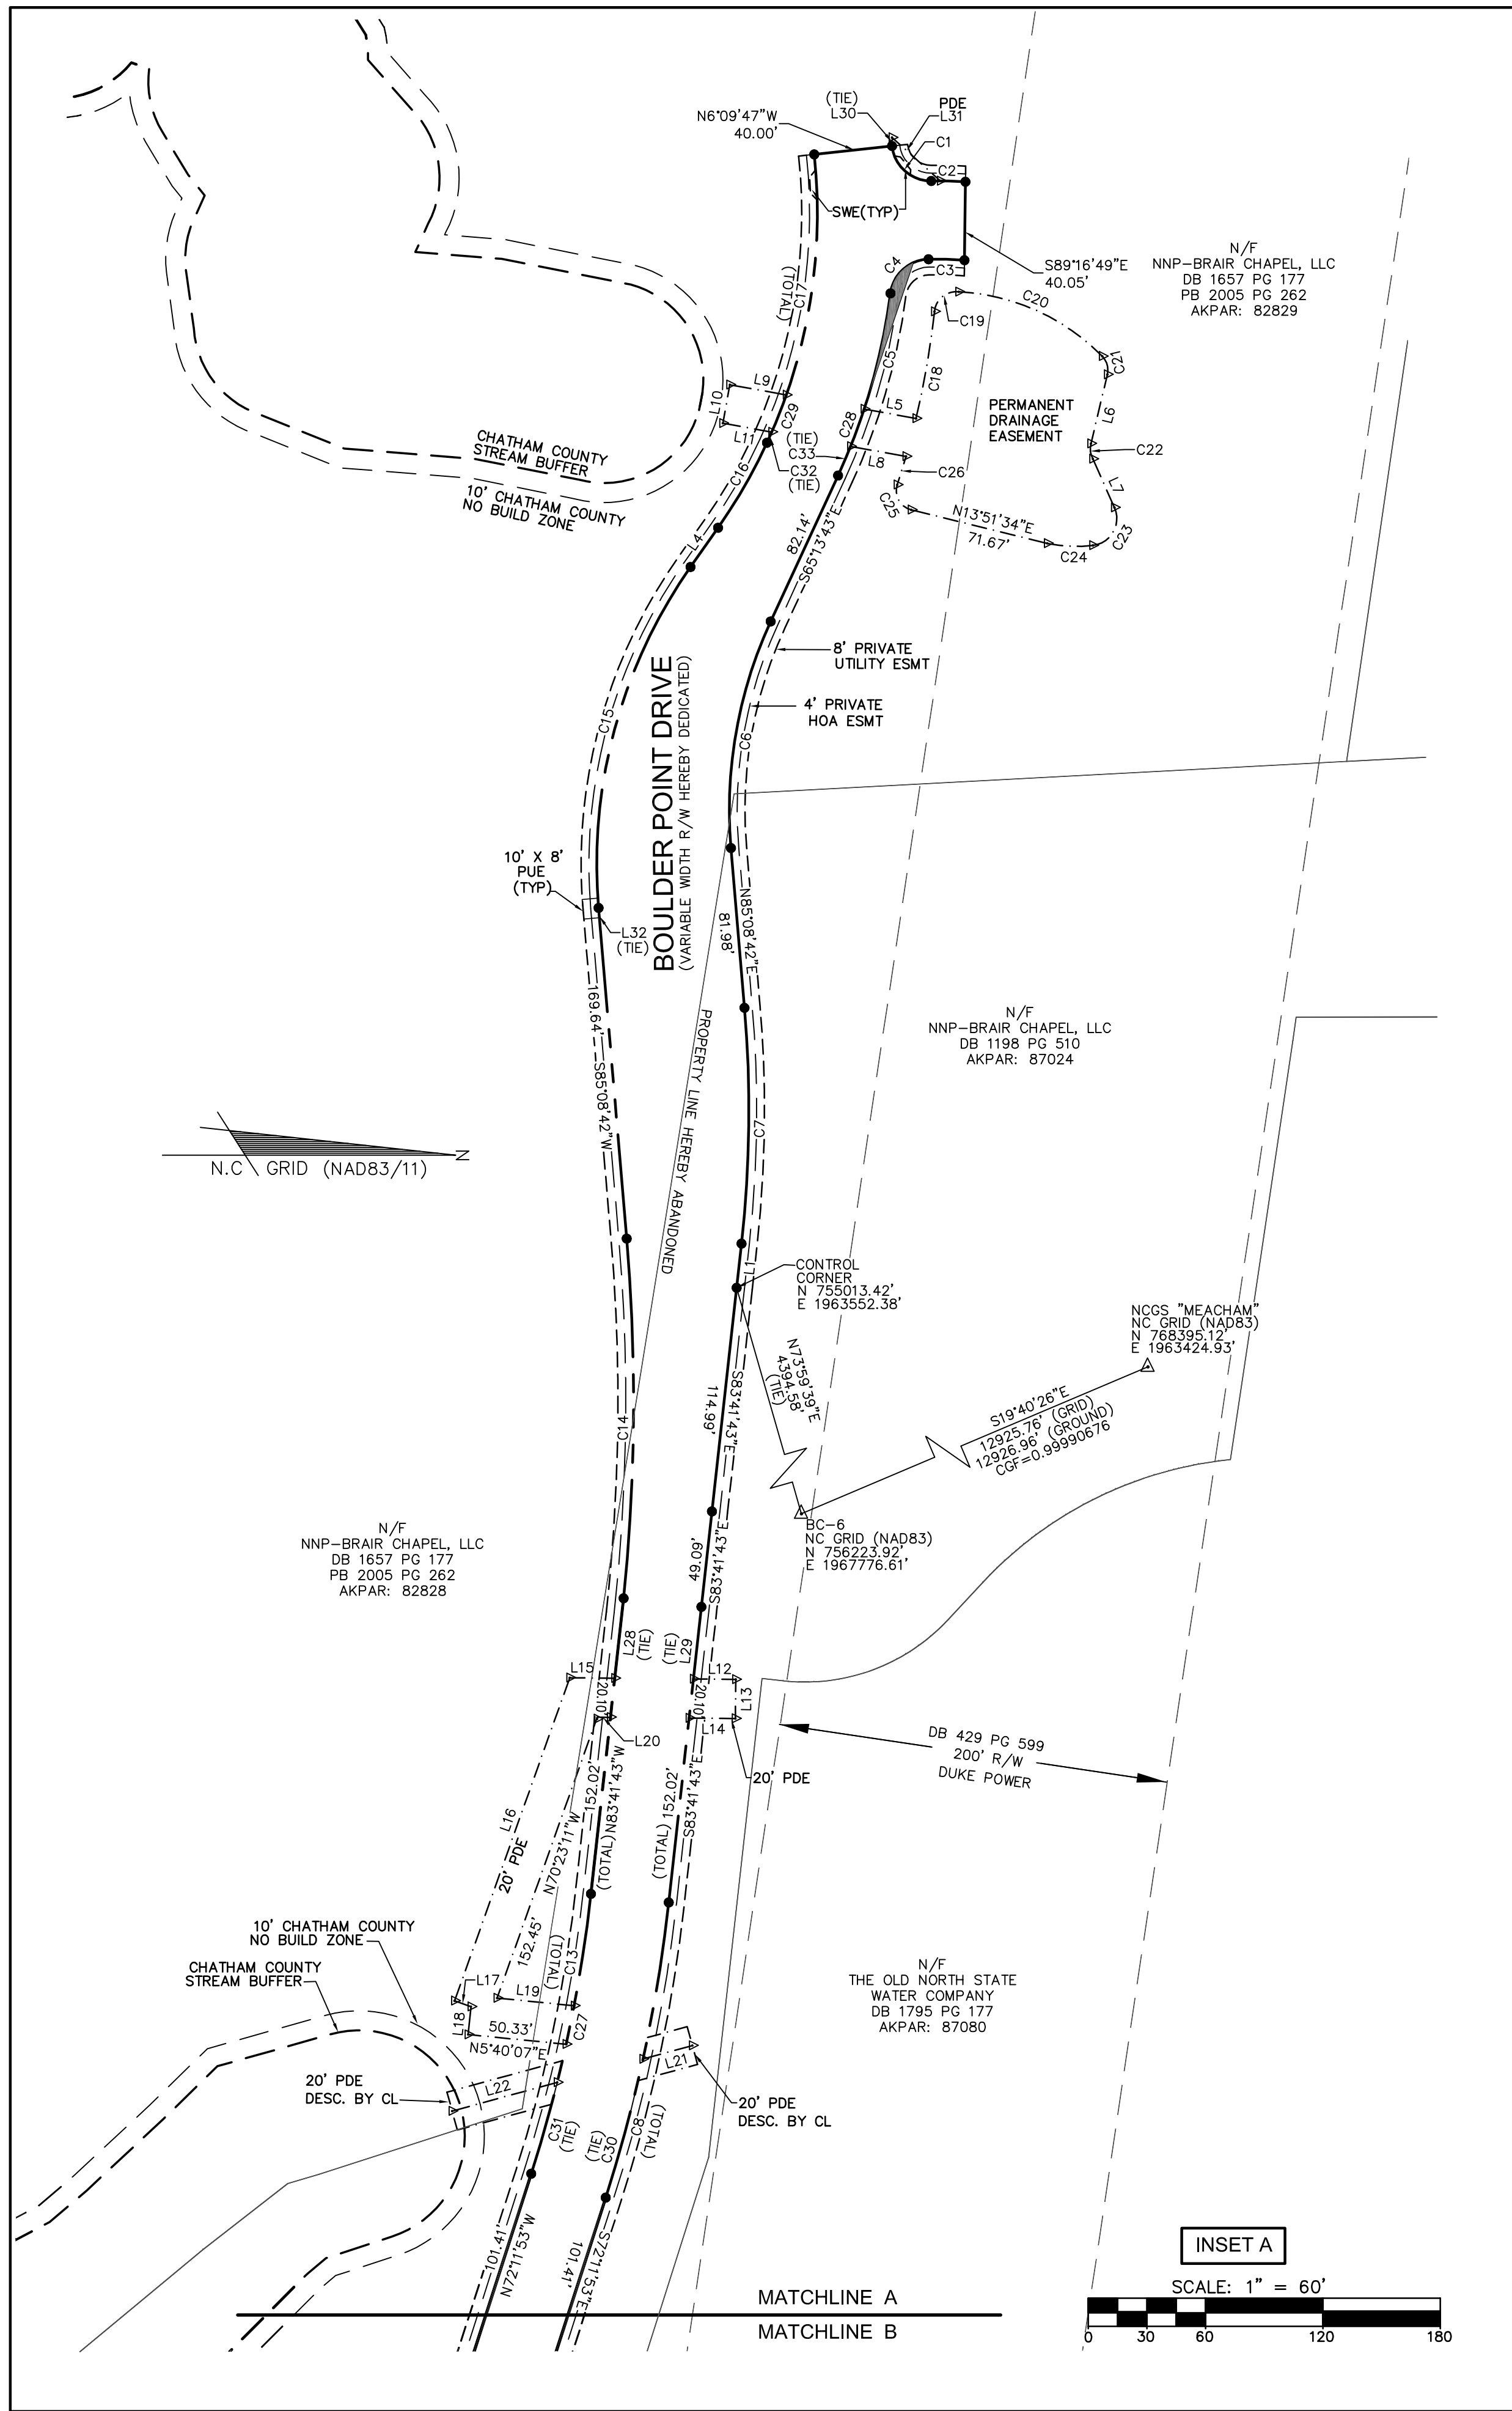 (TIE)
L30
PDE
L31
N6°09'47"W
40.00'
C1
C2
SWE(TYP)
C4
C3
S89°16'49"E
40.05'
N/F
NNP-BRAIR CHAPEL, LLC
DB 1657 PG 177
PB 2005 PG 262
AKPAR: 82829
(TOTAL)
C17
C20
C19
C5
C18
C21
L9
L10
L11
C29
L5
L6
PERMANENT
DRAINAGE
EASEMENT
C28
(TIE)
C33
C32
(TIE)
L8
C26
C22
L7
C25
N13°51'34"E
71.67'
C24
C23
CHATHAM COUNTY
STREAM BUFFER
10' CHATHAM COUNTY
NO BUILD ZONE
C16
L4
82.14'
S65°13'43"E
8' PRIVATE
UTILITY ESMT
4' PRIVATE
HOA ESMT
C15
C6
BOULDER POINT DRIVE
(VARIABLE WIDTH R/W HEREBY DEDICATED)
10' X 8'
PUE
(TYP)
L32
(TIE)
81.98'
N85°08'42"E
169.64'
S85°08'42"W
PROPERTY LINE HEREBY ABANDONED
N/F
NNP-BRAIR CHAPEL, LLC
DB 1198 PG 510
AKPAR: 87024
C7
N
N.C GRID (NAD83/11)
L1
CONTROL
CORNER
N 755013.42'
E 1963552.38'
NCGS "MEACHAM"
NC GRID (NAD83)
N 768395.12'
E 1963424.93'
N73°59'39"E
4394.58'
(TIE)
S19°40'26"E
12925.76' (GRID)
12926.96' (GROUND)
CGF=0.99990676
114.99'
S83°41'43"E
C14
BC-6
NC GRID (NAD83)
N 756223.92'
E 1967776.61'
N/F
NNP-BRAIR CHAPEL, LLC
DB 1657 PG 177
PB 2005 PG 262
AKPAR: 82828
49.09'
S83°41'43"E
L28
(TIE)
(TIE)
L29
L15
L12
20.10'
20.10'
L13
L14
L20
20' PDE
DB 429 PG 599
200' R/W
DUKE POWER
L16
20' PDE
N70°23'11"W
152.45'
152.02'
(TOTAL)N83°41'43"W
(TOTAL) 152.02'
S83°41'43"E
10' CHATHAM COUNTY
NO BUILD ZONE
CHATHAM COUNTY
STREAM BUFFER
(TOTAL)
C13
L17
L19
L18
50.33'
N5°40'07"E
C27
N/F
THE OLD NORTH STATE
WATER COMPANY
DB 1795 PG 177
AKPAR: 87080
20' PDE
DESC. BY CL
L22
L21
20' PDE
DESC. BY CL
C31
(TIE)
(TIE)
C30
C8
(TOTAL)
101.41'
N72°11'53"W
101.41'
S72°11'53"E
INSET A
MATCHLINE A
MATCHLINE B
SCALE: 1" = 60'
0 30 60 120 180